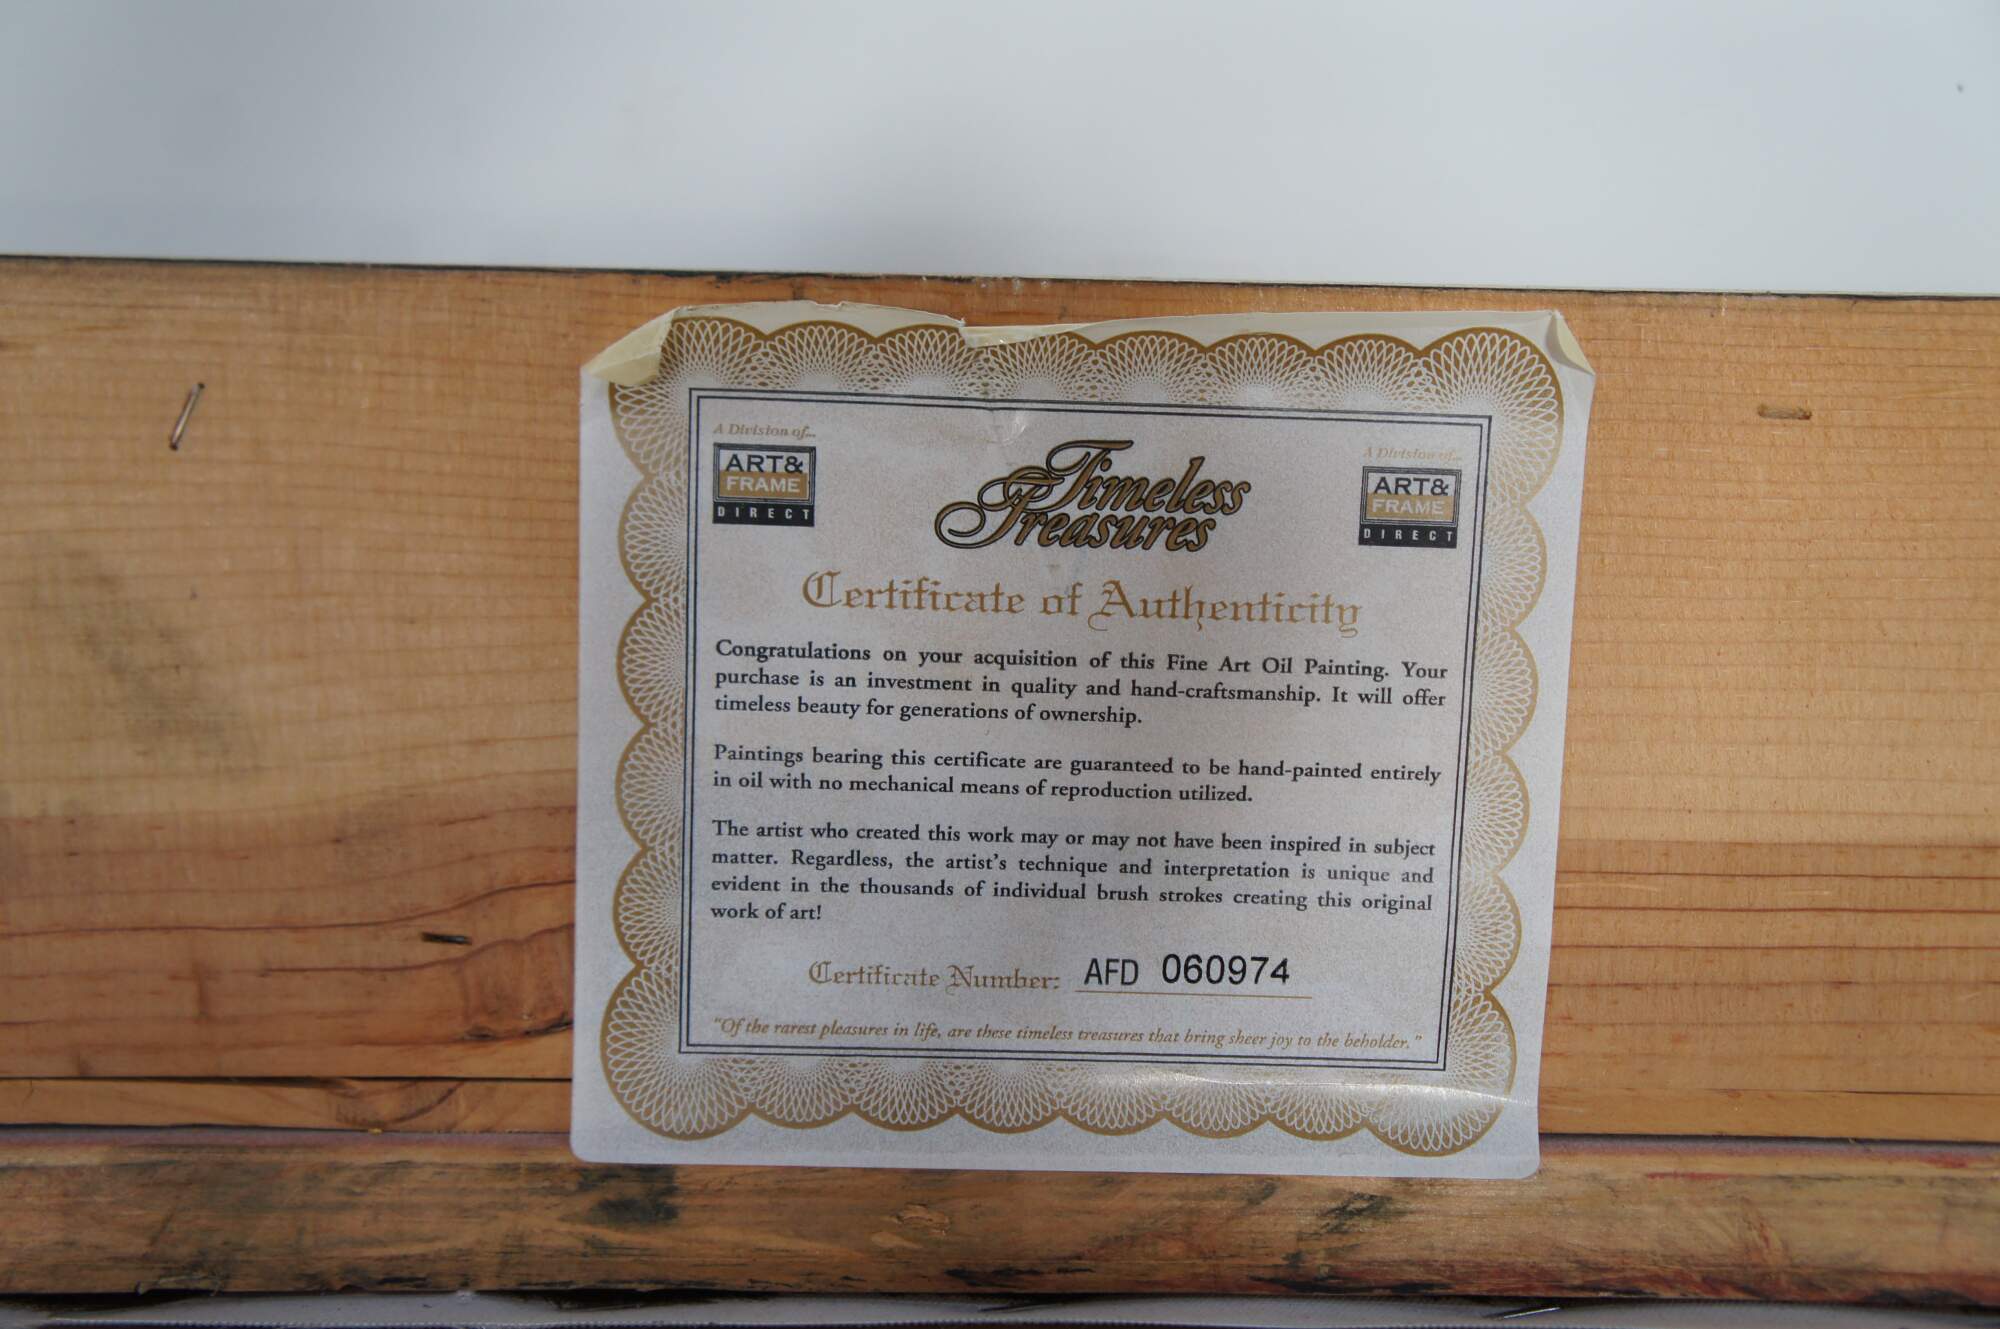 A Division of...
ART&
FRAME
DIRECT
Timeless
Treasures
A Division of...
ART&
FRAME
DIRECT
Certificate of Authenticity
Congratulations on your acquisition of this Fine Art Oil Painting. Your
purchase is an investment in quality and hand-craftsmanship. It will offer
timeless beauty for generations of ownership.
Paintings bearing this certificate are guaranteed to be hand-painted entirely
in oil with no mechanical means of reproduction utilized.
The artist who created this work may or may not have been inspired in subject
matter. Regardless, the artist's technique and interpretation is unique and
evident in the thousands of individual brush strokes creating this original
work of art!
Certificate Number: AFD 060974
"Of the rarest pleasures in life, are these timeless treasures that bring sheer joy to the beholder."